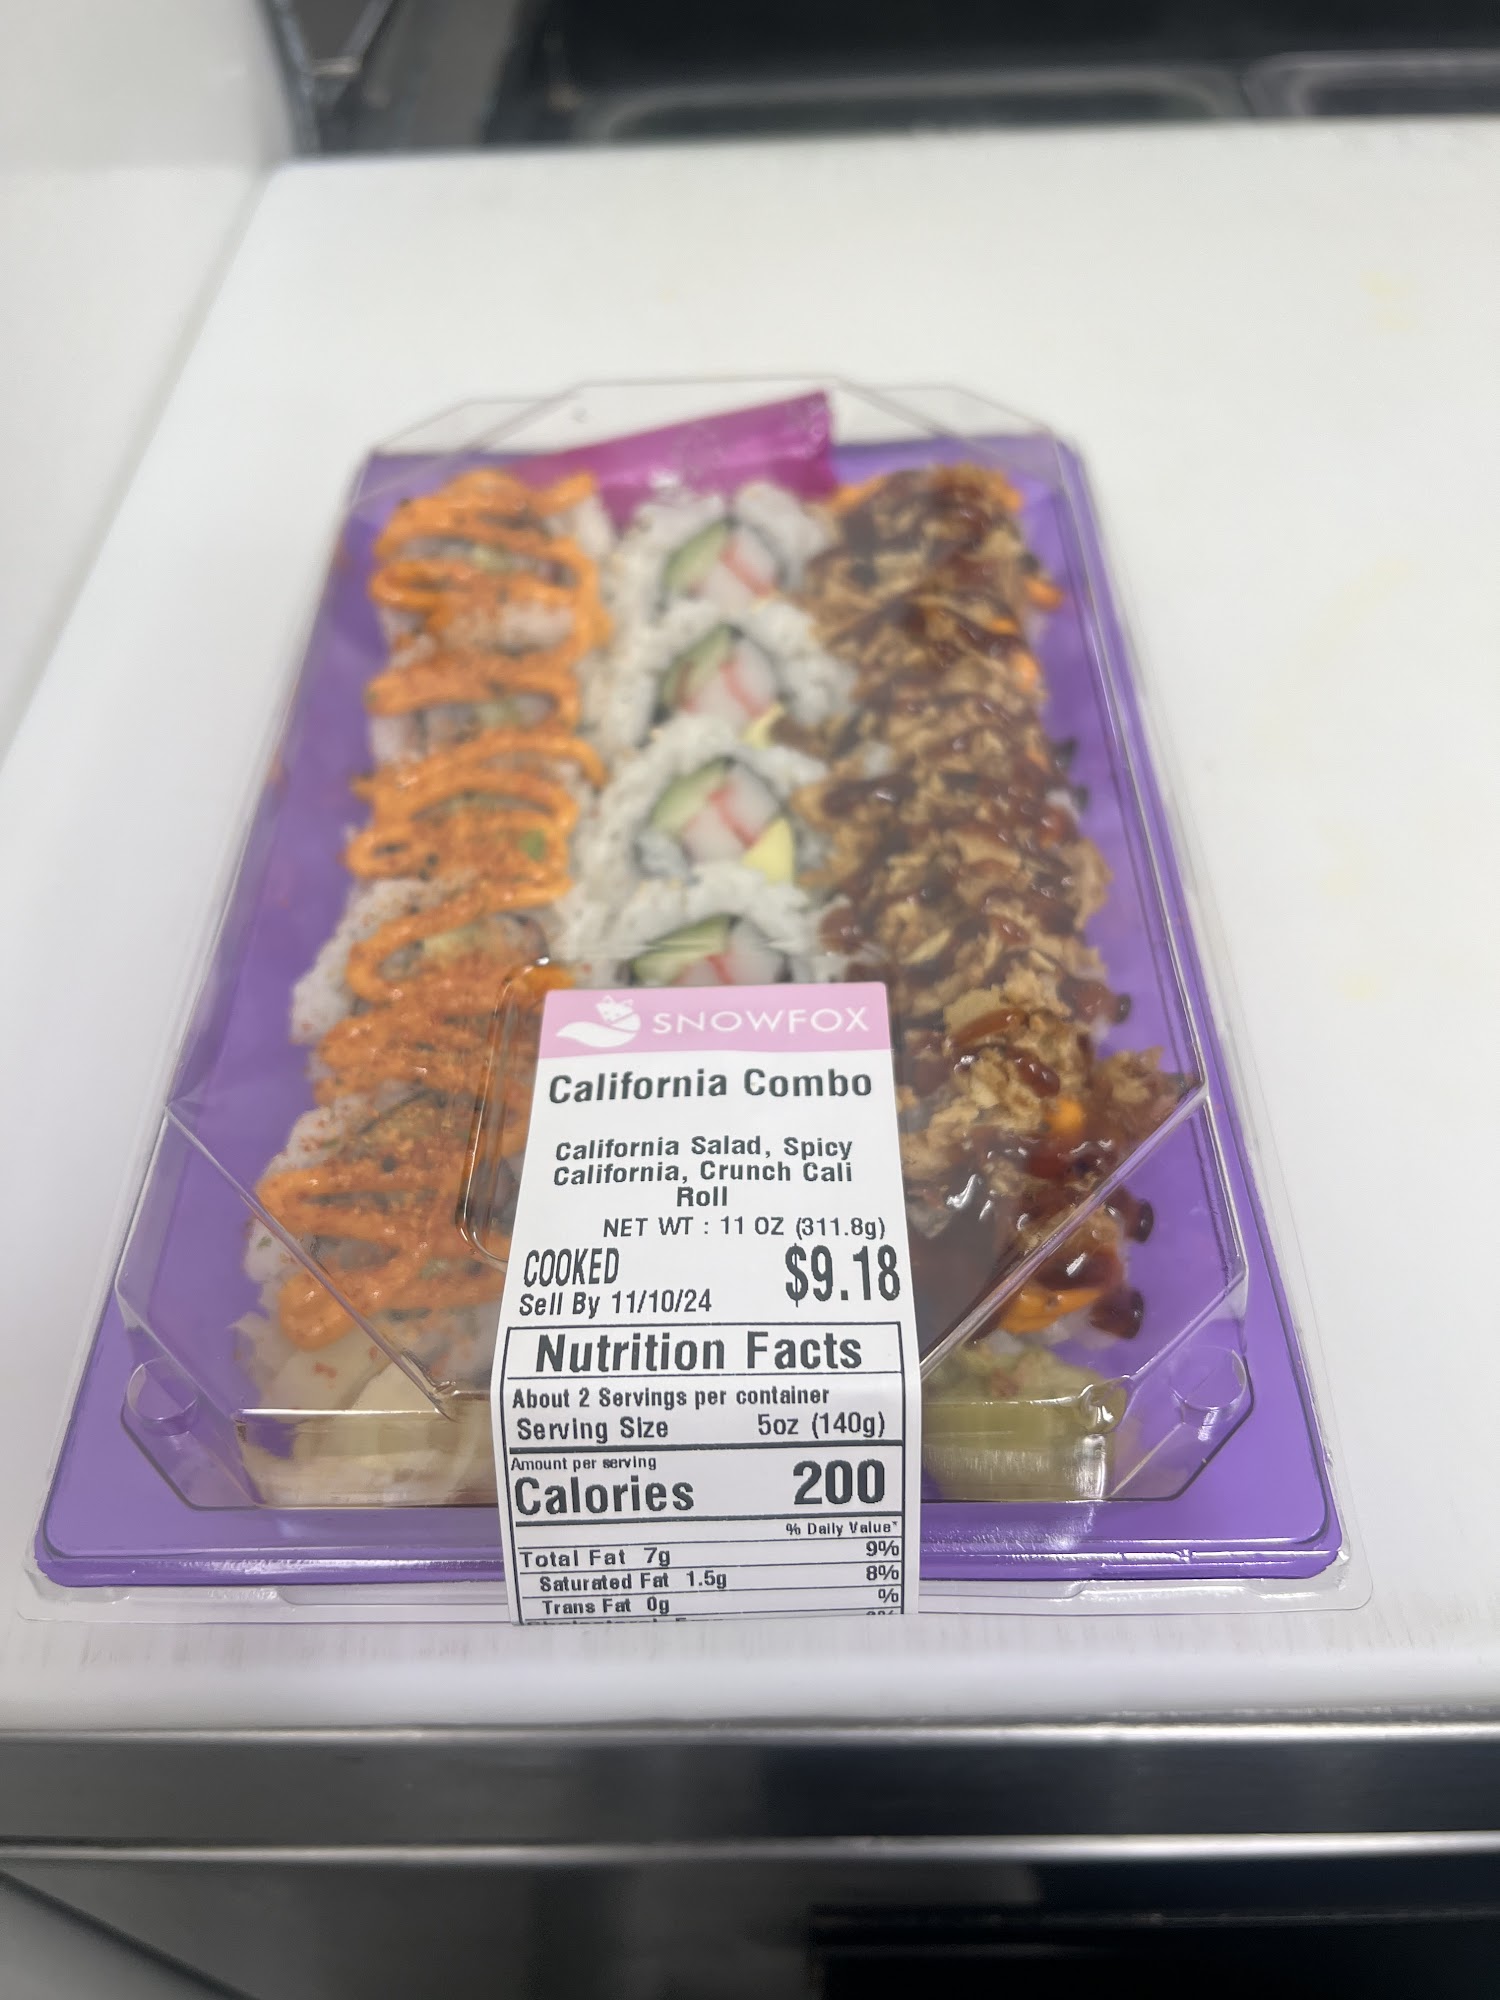 SNOWFOX
California Combo
California Salad, Spicy
California, Crunch Cali
Roll
NET WT : 11 OZ (311.8g)
COOKED $9.18
Sell By 11/10/24
Nutrition Facts
About 2 Servings per container
Serving Size 5oz (140g)
Amount per serving
Calories 200
% Daily Value*
Total Fat 7g 9%
Saturated Fat 1.5g 8%
Trans Fat 0g %